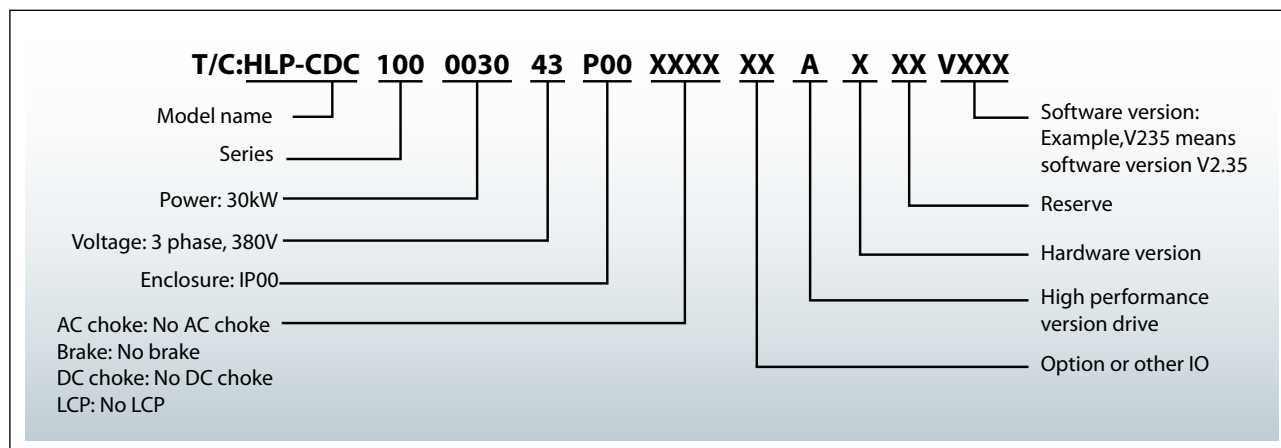 T/C:HLP-CDC 100 0030 43 P00 XXXX XX A X XX VXXX
Model name
Series
Power: 30kW
Voltage: 3 phase, 380V
Enclosure: IP00
AC choke: No AC choke
Brake: No brake
DC choke: No DC choke
LCP: No LCP
Software version:
Example,V235 means
software version V2.35
Reserve
Hardware version
High performance
version drive
Option or other IO